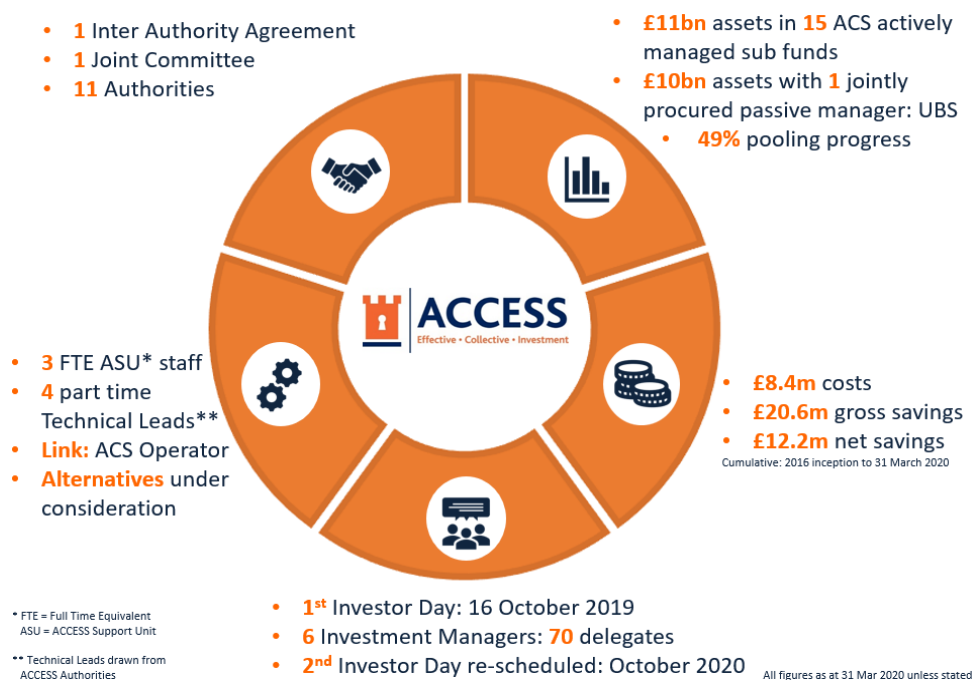 • 1 Inter Authority Agreement
• 1 Joint Committee
• 11 Authorities
• £11bn assets in 15 ACS actively
managed sub funds
• £10bn assets with 1 jointly
procured passive manager: UBS
• 49% pooling progress
ACCESS
Effective • Collective • Investment
• 3 FTE ASU* staff
• 4 part time
Technical Leads**
• Link: ACS Operator
• Alternatives under
consideration
• £8.4m costs
• £20.6m gross savings
• £12.2m net savings
Cumulative: 2016 inception to 31 March 2020
• 1st Investor Day: 16 October 2019
• 6 Investment Managers: 70 delegates
• 2nd Investor Day re-scheduled: October 2020
* FTE = Full Time Equivalent
ASU = ACCESS Support Unit
** Technical Leads drawn from
ACCESS Authorities
All figures as at 31 Mar 2020 unless stated